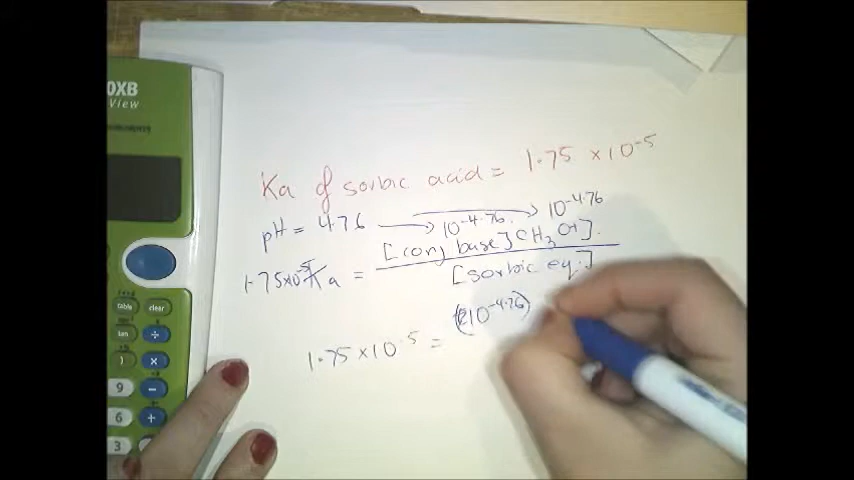 OXB
View
Ka of sorbic acid = 1.75 ×10⁻⁵
pH = 4.76 → 10⁻⁴·⁷⁶ → 10⁻⁴·⁷⁶
1.75×10⁻⁵ Ka = [conj base] [H₃O+]
[sorbic eq.]
1.75×10⁻⁵ = (10⁻⁴·⁷⁶)
table clear
tan
)
9
6
3